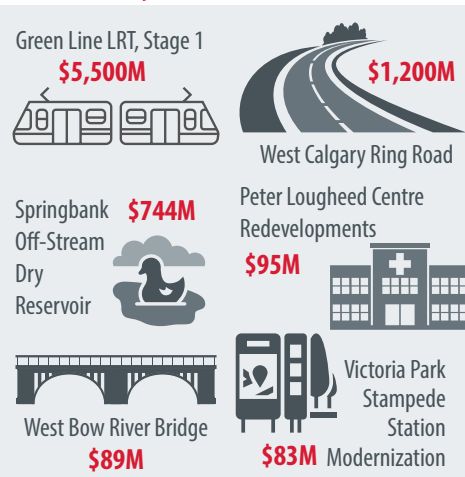 Green Line LRT, Stage 1
$5,500M
$1,200M
West Calgary Ring Road
Springbank $744M
Off-Stream
Dry
Reservoir
Peter Lougheed Centre
Redevelopments
$95M
West Bow River Bridge
$89M
Victoria Park
Stampede
Station
$83M Modernization